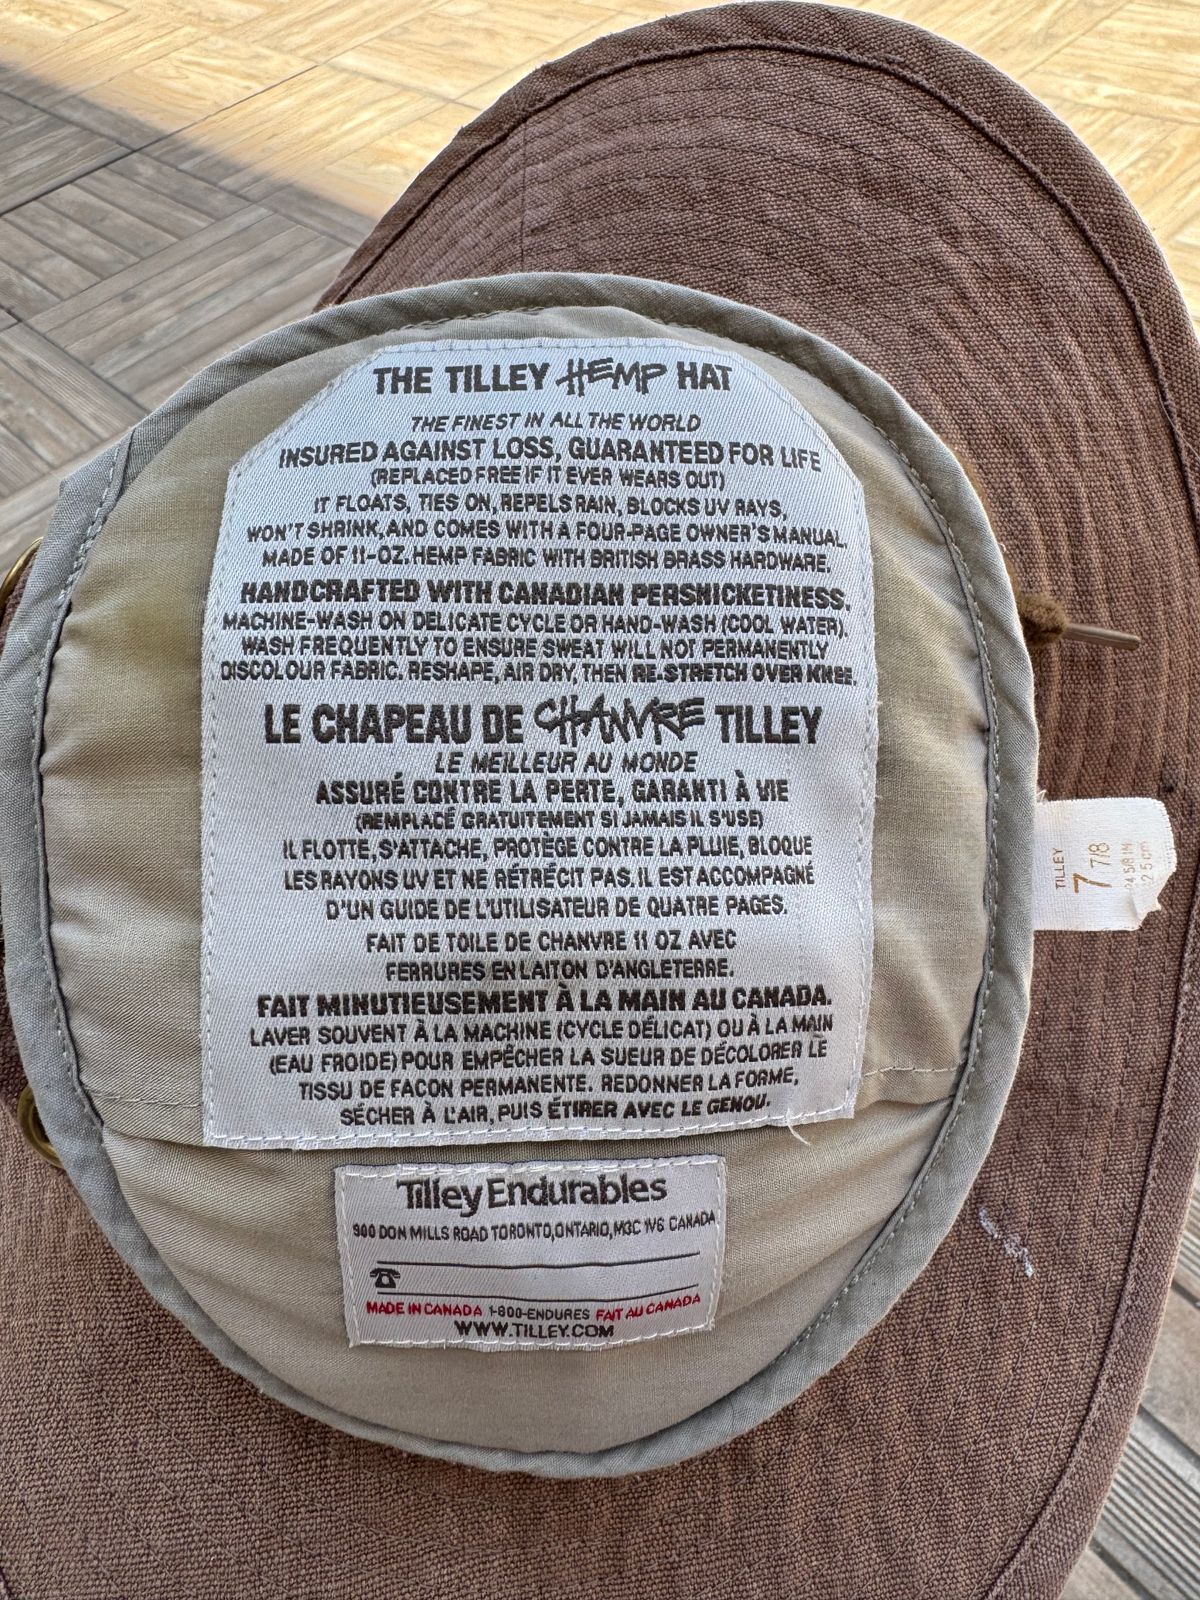 THE TILLEY HEMP HAT
THE FINEST IN ALL THE WORLD
INSURED AGAINST LOSS, GUARANTEED FOR LIFE
(REPLACED FREE IF IT EVER WEARS OUT)
IT FLOATS, TIES ON, REPELS RAIN, BLOCKS UV RAYS,
WON'T SHRINK, AND COMES WITH A FOUR-PAGE OWNER'S MANUAL.
MADE OF 11-OZ. HEMP FABRIC WITH BRITISH BRASS HARDWARE.
HANDCRAFTED WITH CANADIAN PERSNICKETINESS.
MACHINE-WASH ON DELICATE CYCLE OR HAND-WASH (COOL WATER).
WASH FREQUENTLY TO ENSURE SWEAT WILL NOT PERMANENTLY
DISCOLOUR FABRIC. RESHAPE, AIR DRY, THEN RE-STRETCH OVER KNEE.
LE CHAPEAU DE CHANVRE TILLEY
LE MEILLEUR AU MONDE
ASSURÉ CONTRE LA PERTE, GARANTI À VIE
(REMPLACÉ GRATUITEMENT SI JAMAIS IL S'USE)
IL FLOTTE, S'ATTACHE, PROTÈGE CONTRE LA PLUIE, BLOQUE
LES RAYONS UV ET NE RÉTRÉCIT PAS. IL EST ACCOMPAGNÉ
D'UN GUIDE DE L'UTILISATEUR DE QUATRE PAGES.
FAIT DE TOILE DE CHANVRE 11 OZ AVEC
FERRURES EN LAITON D'ANGLETERRE.
FAIT MINUTIEUSEMENT À LA MAIN AU CANADA.
LAVER SOUVENT À LA MACHINE (CYCLE DÉLICAT) OU À LA MAIN
(EAU FROIDE) POUR EMPÊCHER LA SUEUR DE DÉCOLORER LE
TISSU DE FAÇON PERMANENTE. REDONNER LA FORME,
SÉCHER À L'AIR, PUIS ÉTIRER AVEC LE GENOU.
Tilley Endurables
900 DON MILLS ROAD TORONTO, ONTARIO, M3C 1V6 CANADA
MADE IN CANADA 1-800-ENDURES FAIT AU CANADA
WWW.TILLEY.COM
TILLEY
7 7/8
5/8 IN
2.5 cm